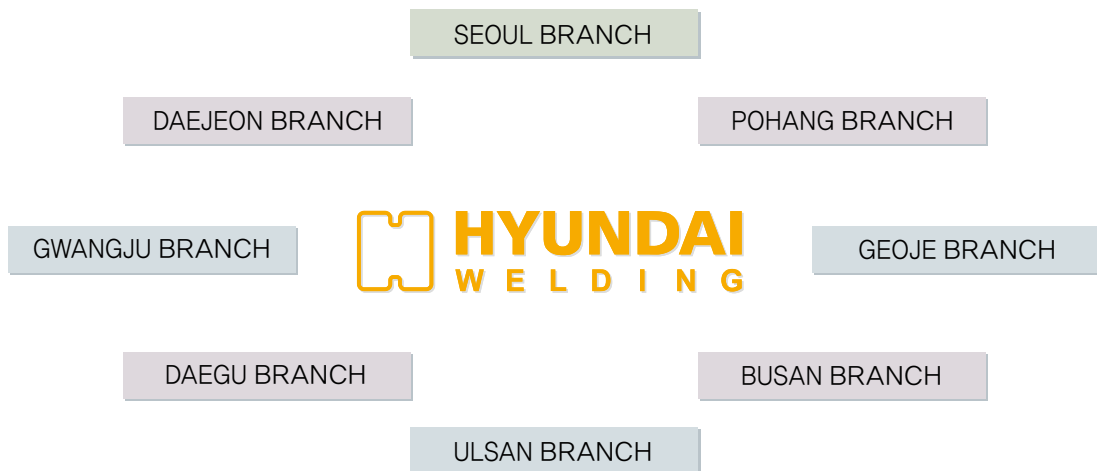 SEOUL BRANCH
DAEJEON BRANCH
POHANG BRANCH
GWANGJU BRANCH
HYUNDAI
WELDING
GEOJE BRANCH
DAEGU BRANCH
BUSAN BRANCH
ULSAN BRANCH